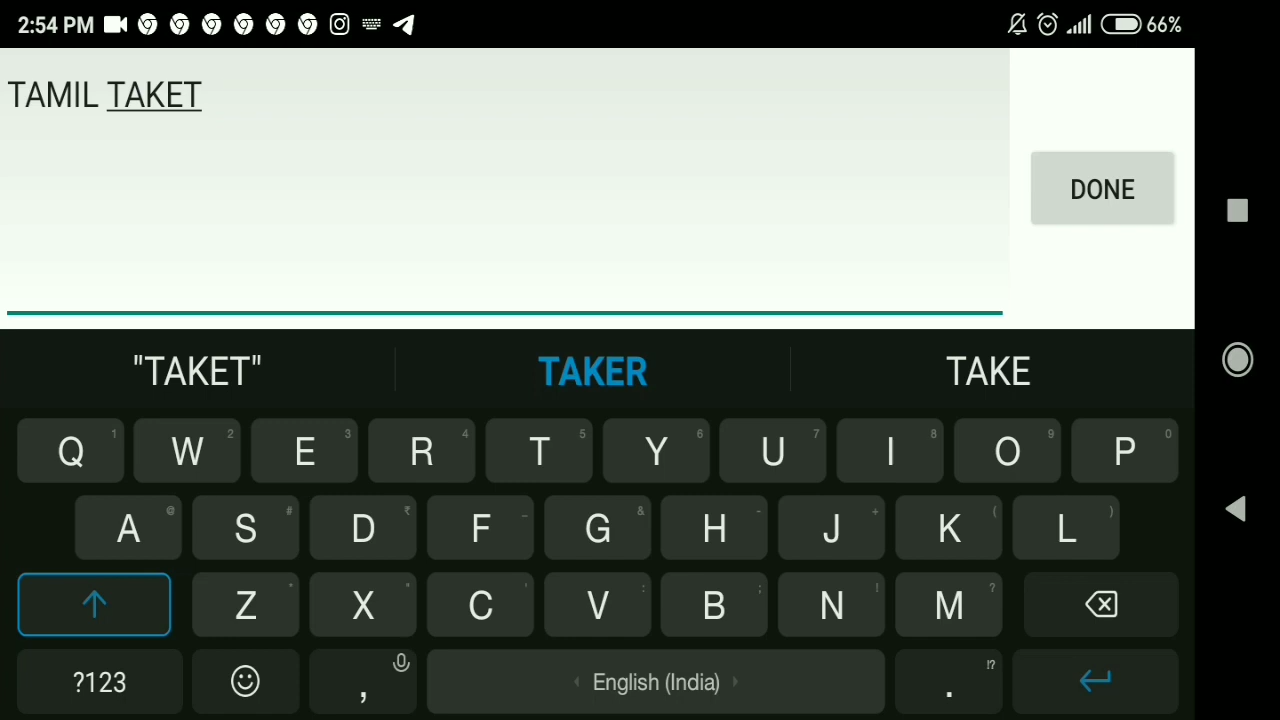 2:54 PM 66%
TAMIL TAKET
DONE
"TAKET" TAKER TAKE
Q 1 W 2 E 3 R 4 T 5 Y 6 U 7 I 8 O 9 P 0
A @ S # D ₹ F _ G & H - J + K ( L )
Z * X " C ' V : B ; N ! M ?
?123 , English (India) . !?